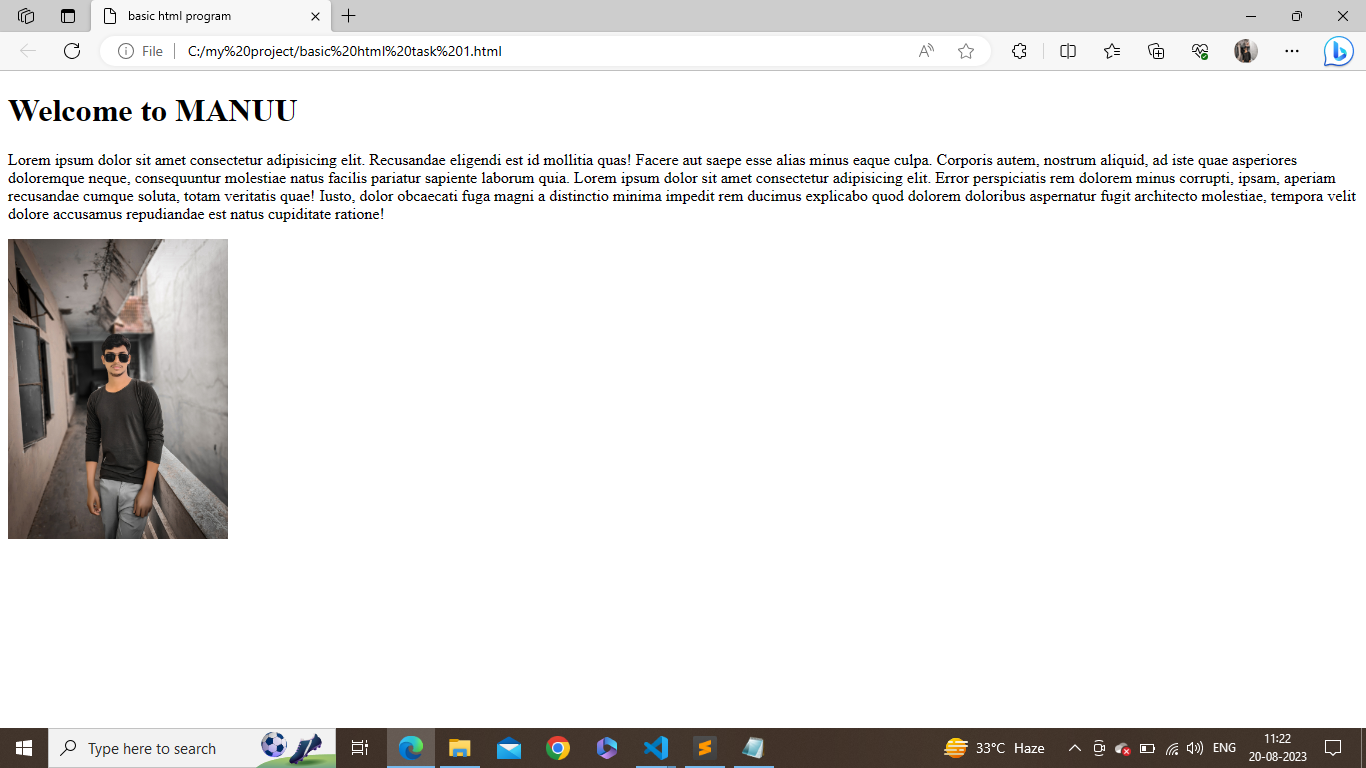 basic html program
File
C:/my%20project/basic%20html%20task%201.html
Welcome to MANUU
Lorem ipsum dolor sit amet consectetur adipisicing elit. Recusandae eligendi est id mollitia quas! Facere aut saepe esse alias minus eaque culpa. Corporis autem, nostrum aliquid, ad iste quae asperiores
doloremque neque, consequuntur molestiae natus facilis pariatur sapiente laborum quia. Lorem ipsum dolor sit amet consectetur adipisicing elit. Error perspiciatis rem dolorem minus corrupti, ipsam, aperiam
recusandae cumque soluta, totam veritatis quae! Iusto, dolor obcaecati fuga magni a distinctio minima impedit rem ducimus explicabo quod dolorem doloribus aspernatur fugit architecto molestiae, tempora velit
dolore accusamus repudiandae est natus cupiditate ratione!
Type here to search
33°C Haze
ENG
11:22
20-08-2023